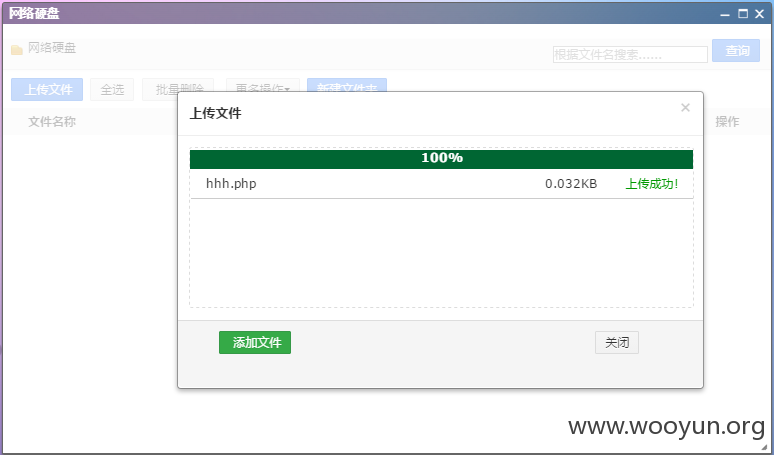 网络硬盘
网络硬盘
根据文件名搜索...... 查询
上传文件 全选 批量删除 更多操作▾ 新建文件夹
文件名称 操作
上传文件 ×
100%
hhh.php 0.032KB 上传成功!
添加文件 关闭
www.wooyun.org